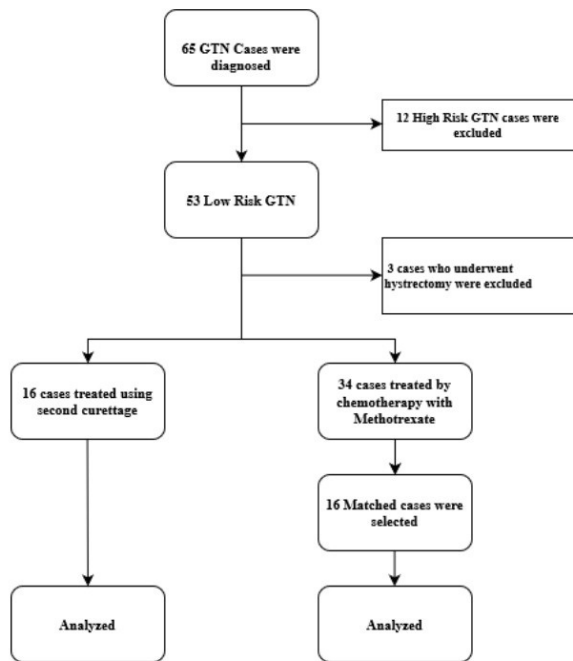 65 GTN Cases were
diagnosed
12 High Risk GTN cases were
excluded
53 Low Risk GTN
3 cases who underwent
hystrectomy were excluded
16 cases treated using
second curettage
34 cases treated by
chemotherapy with
Methotrexate
16 Matched cases were
selected
Analyzed
Analyzed